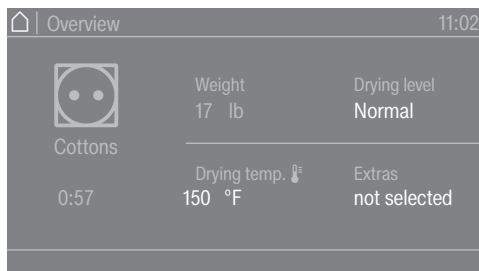 Overview 11:02
Weight Drying level
17 lb Normal
Cottons
Drying temp. Extras
0:57 150 °F not selected